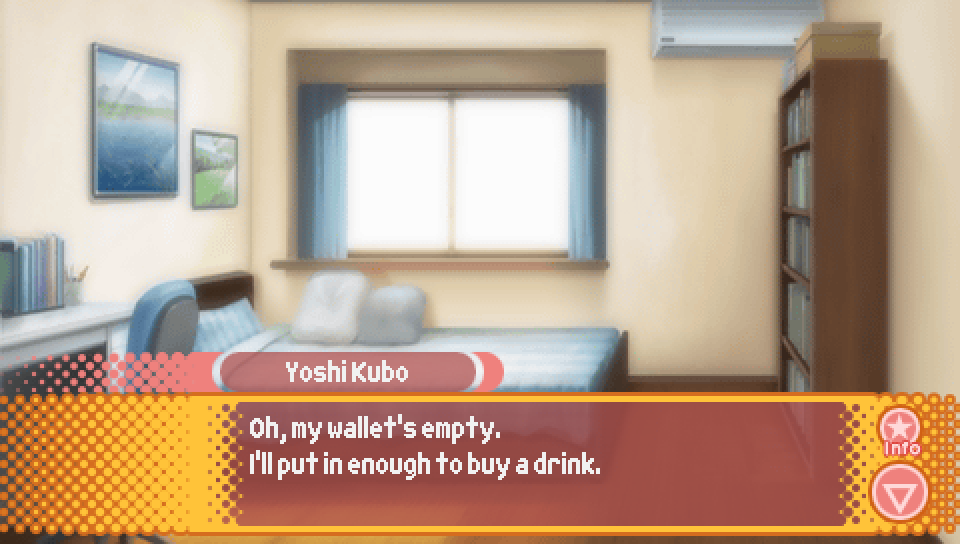 Yoshi Kubo
Oh, my wallet's empty.
I'll put in enough to buy a drink.
Info